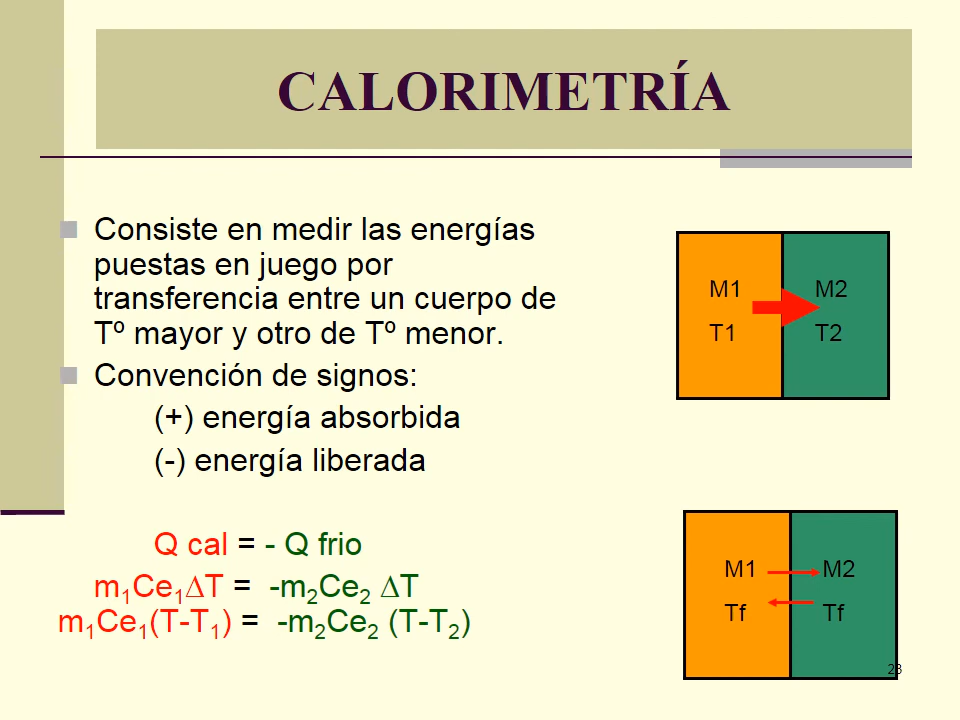 CALORIMETRÍA
Consiste en medir las energías
puestas en juego por
transferencia entre un cuerpo de
Tº mayor y otro de Tº menor.
Convención de signos:
(+) energía absorbida
(-) energía liberada
Q cal = - Q frio
m₁Ce₁∆T = -m₂Ce₂ ∆T
m₁Ce₁(T-T₁) = -m₂Ce₂ (T-T₂)
M1 M2
T1 T2
M1 M2
Tf Tf
23